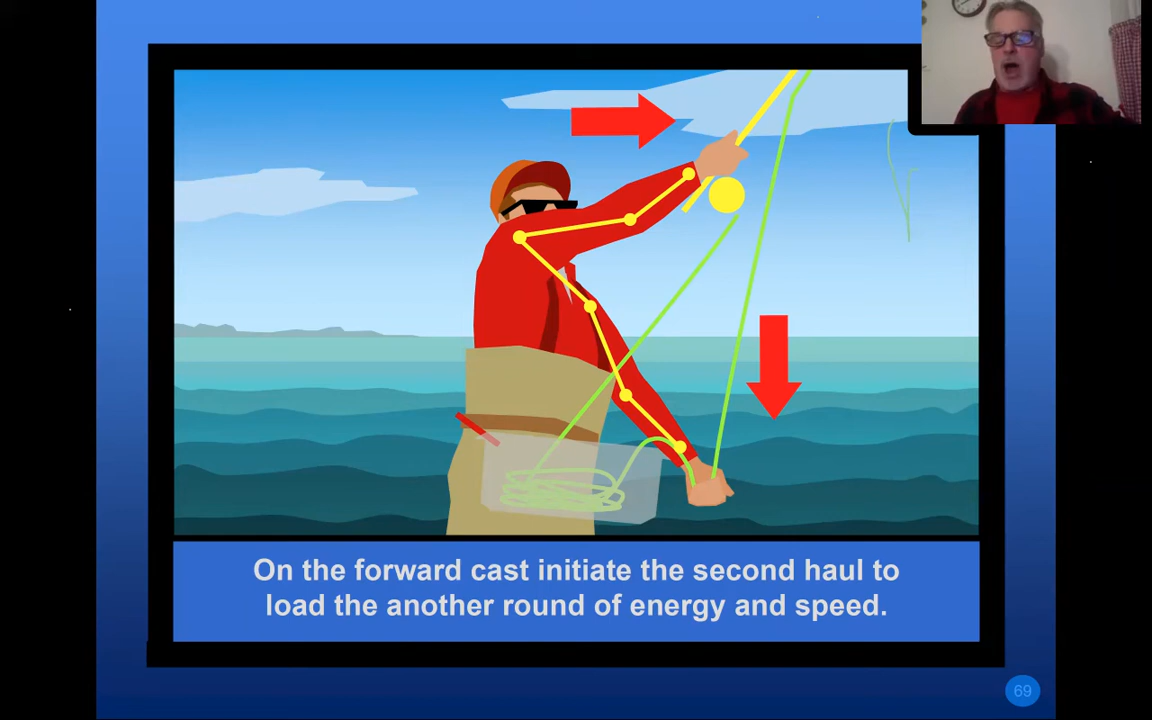 On the forward cast initiate the second haul to
load the another round of energy and speed.
69